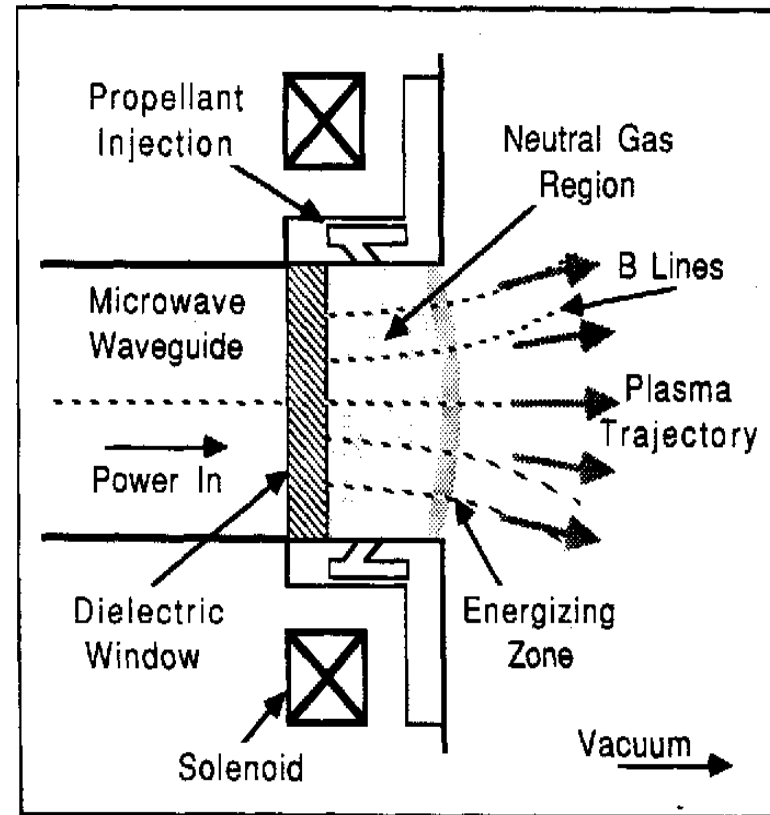 Propellant
Injection
Neutral Gas
Region
B Lines
Microwave
Waveguide
Plasma
Trajectory
Power In
Dielectric
Window
Energizing
Zone
Solenoid
Vacuum